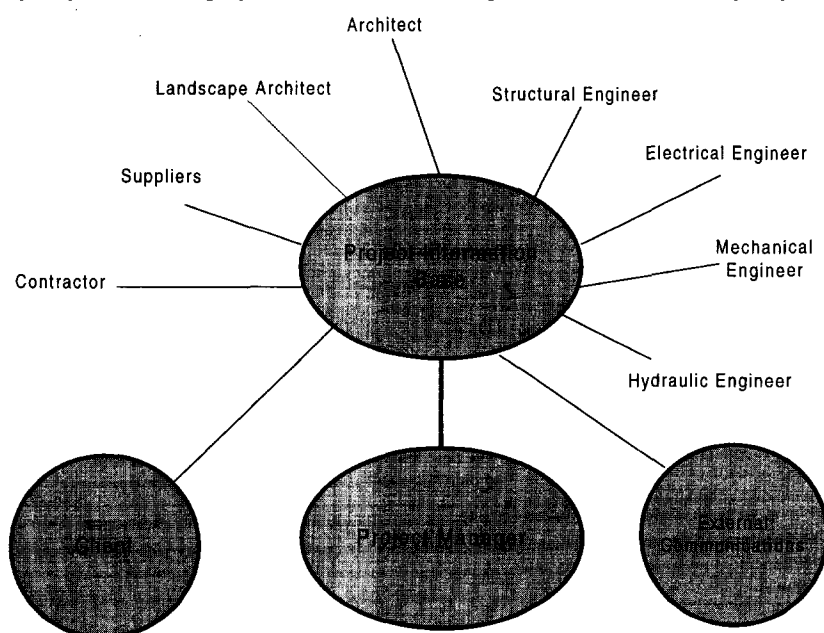 Architect
Landscape Architect
Structural Engineer
Electrical Engineer
Suppliers
Mechanical
Engineer
Project Information
Base
Contractor
Hydraulic Engineer
Client
Project Manager
External
Communications